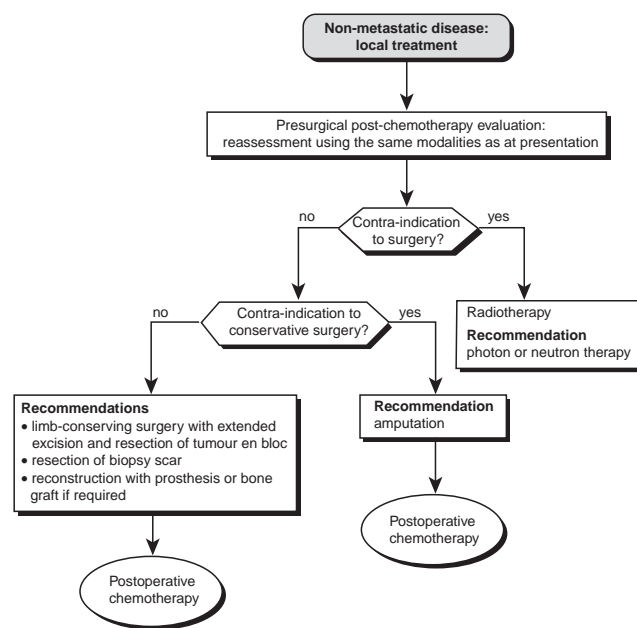 Non-metastatic disease:
local treatment
Presurgical post-chemotherapy evaluation:
reassessment using the same modalities as at presentation
no
Contra-indication
to surgery?
yes
no
Contra-indication to
conservative surgery?
yes
Radiotherapy
Recommendation
photon or neutron therapy
Recommendations
• limb-conserving surgery with extended
excision and resection of tumour en bloc
• resection of biopsy scar
• reconstruction with prosthesis or bone
graft if required
Recommendation
amputation
Postoperative
chemotherapy
Postoperative
chemotherapy